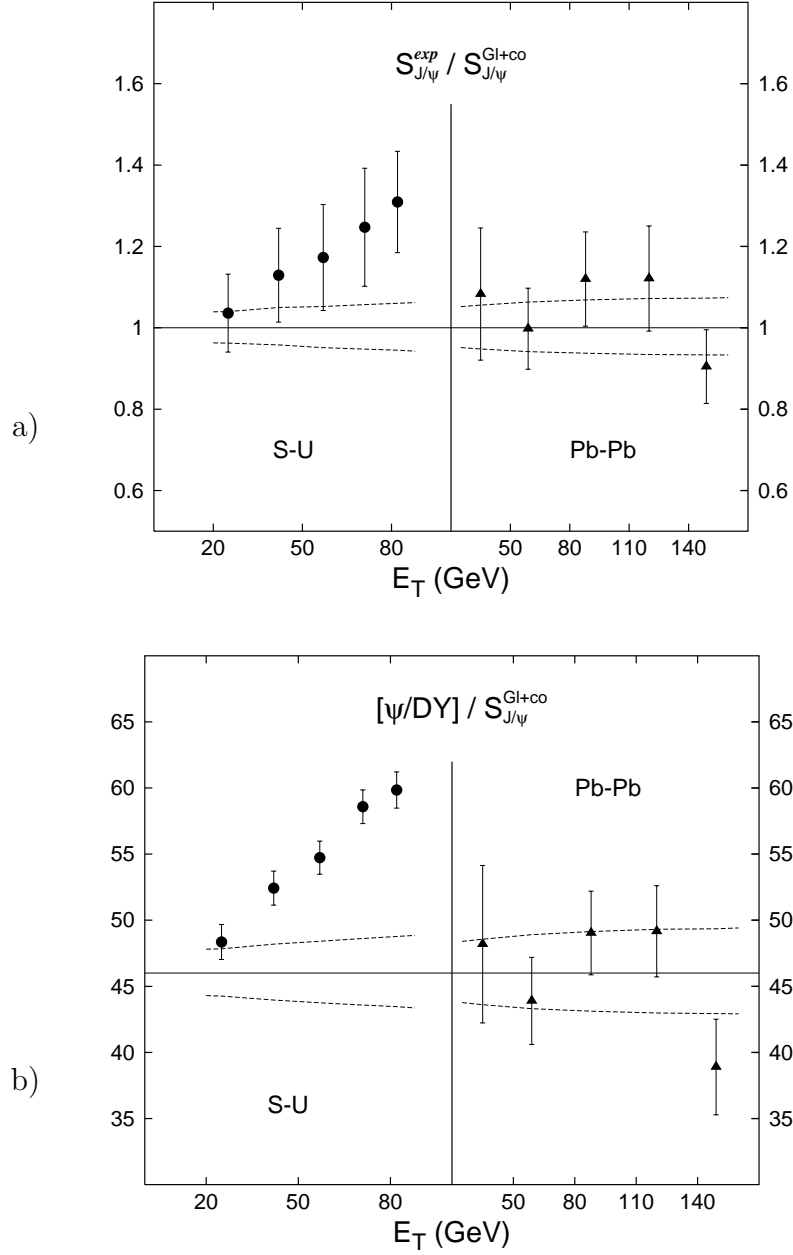 S^{exp}_{J/ψ} / S^{Gl+co}_{J/ψ}
1.6 1.6
1.4 1.4
1.2 1.2
1 1
0.8 0.8
a)
S-U Pb-Pb
0.6 0.6
20 50 80 50 80 110 140
E_T (GeV)
[ψ/DY] / S^{Gl+co}_{J/ψ}
65 65
60 Pb-Pb 60
55 55
50 50
45 45
40 40
b)
S-U
35 35
20 50 80 50 80 110 140
E_T (GeV)